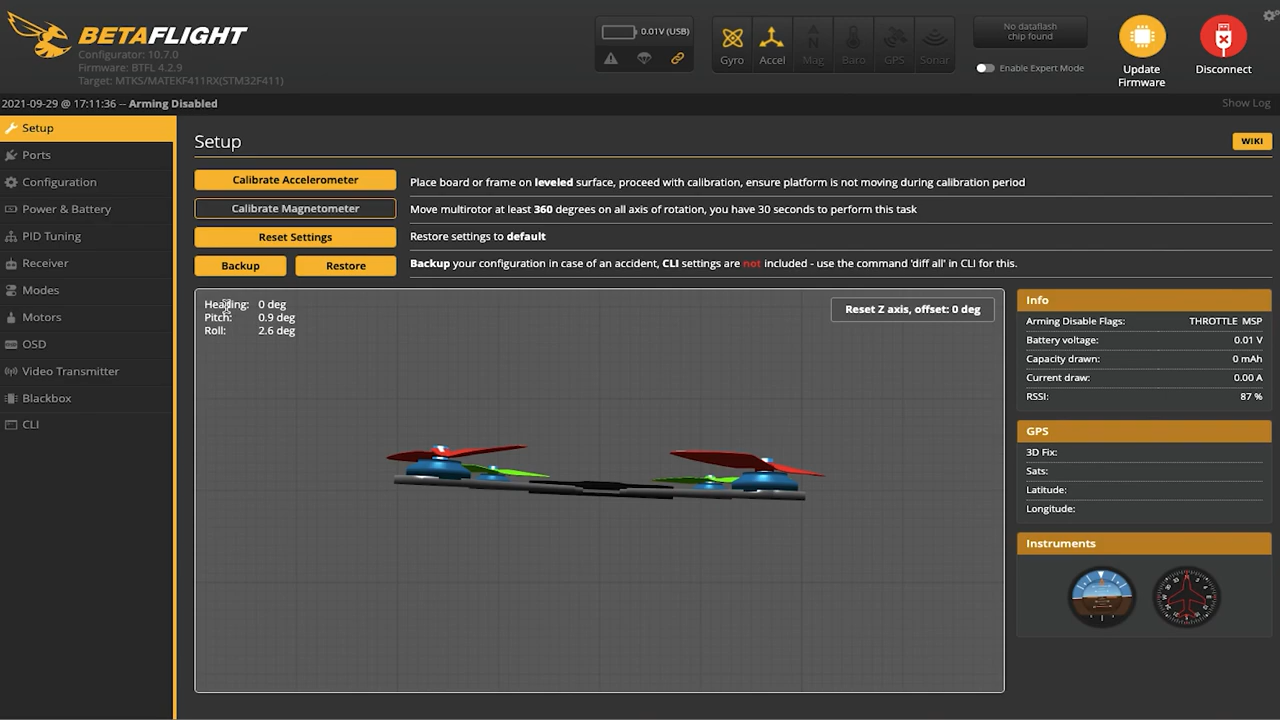 BETAFLIGHT
Configurator: 10.7.0
Firmware: BTFL 4.2.9
Target: MTKS/MATEKF411RX(STM32F411)
0.01V (USB)
Gyro
Accel
Mag
Baro
GPS
Sonar
No dataflash
chip found
Enable Expert Mode
Update
Firmware
Disconnect
2021-09-29 @ 17:11:36 -- Arming Disabled
Show Log
Setup
Ports
Configuration
Power & Battery
PID Tuning
Receiver
Modes
Motors
OSD
Video Transmitter
Blackbox
CLI
Setup
WIKI
Calibrate Accelerometer
Place board or frame on leveled surface, proceed with calibration, ensure platform is not moving during calibration period
Calibrate Magnetometer
Move multirotor at least 360 degrees on all axis of rotation, you have 30 seconds to perform this task
Reset Settings
Restore settings to default
Backup
Restore
Backup your configuration in case of an accident, CLI settings are not included - use the command 'diff all' in CLI for this.
Heading: 0 deg
Pitch: 0.9 deg
Roll: 2.6 deg
Reset Z axis, offset: 0 deg
Info
Arming Disable Flags: THROTTLE MSP
Battery voltage: 0.01 V
Capacity drawn: 0 mAh
Current draw: 0.00 A
RSSI: 87 %
GPS
3D Fix:
Sats:
Latitude:
Longitude:
Instruments